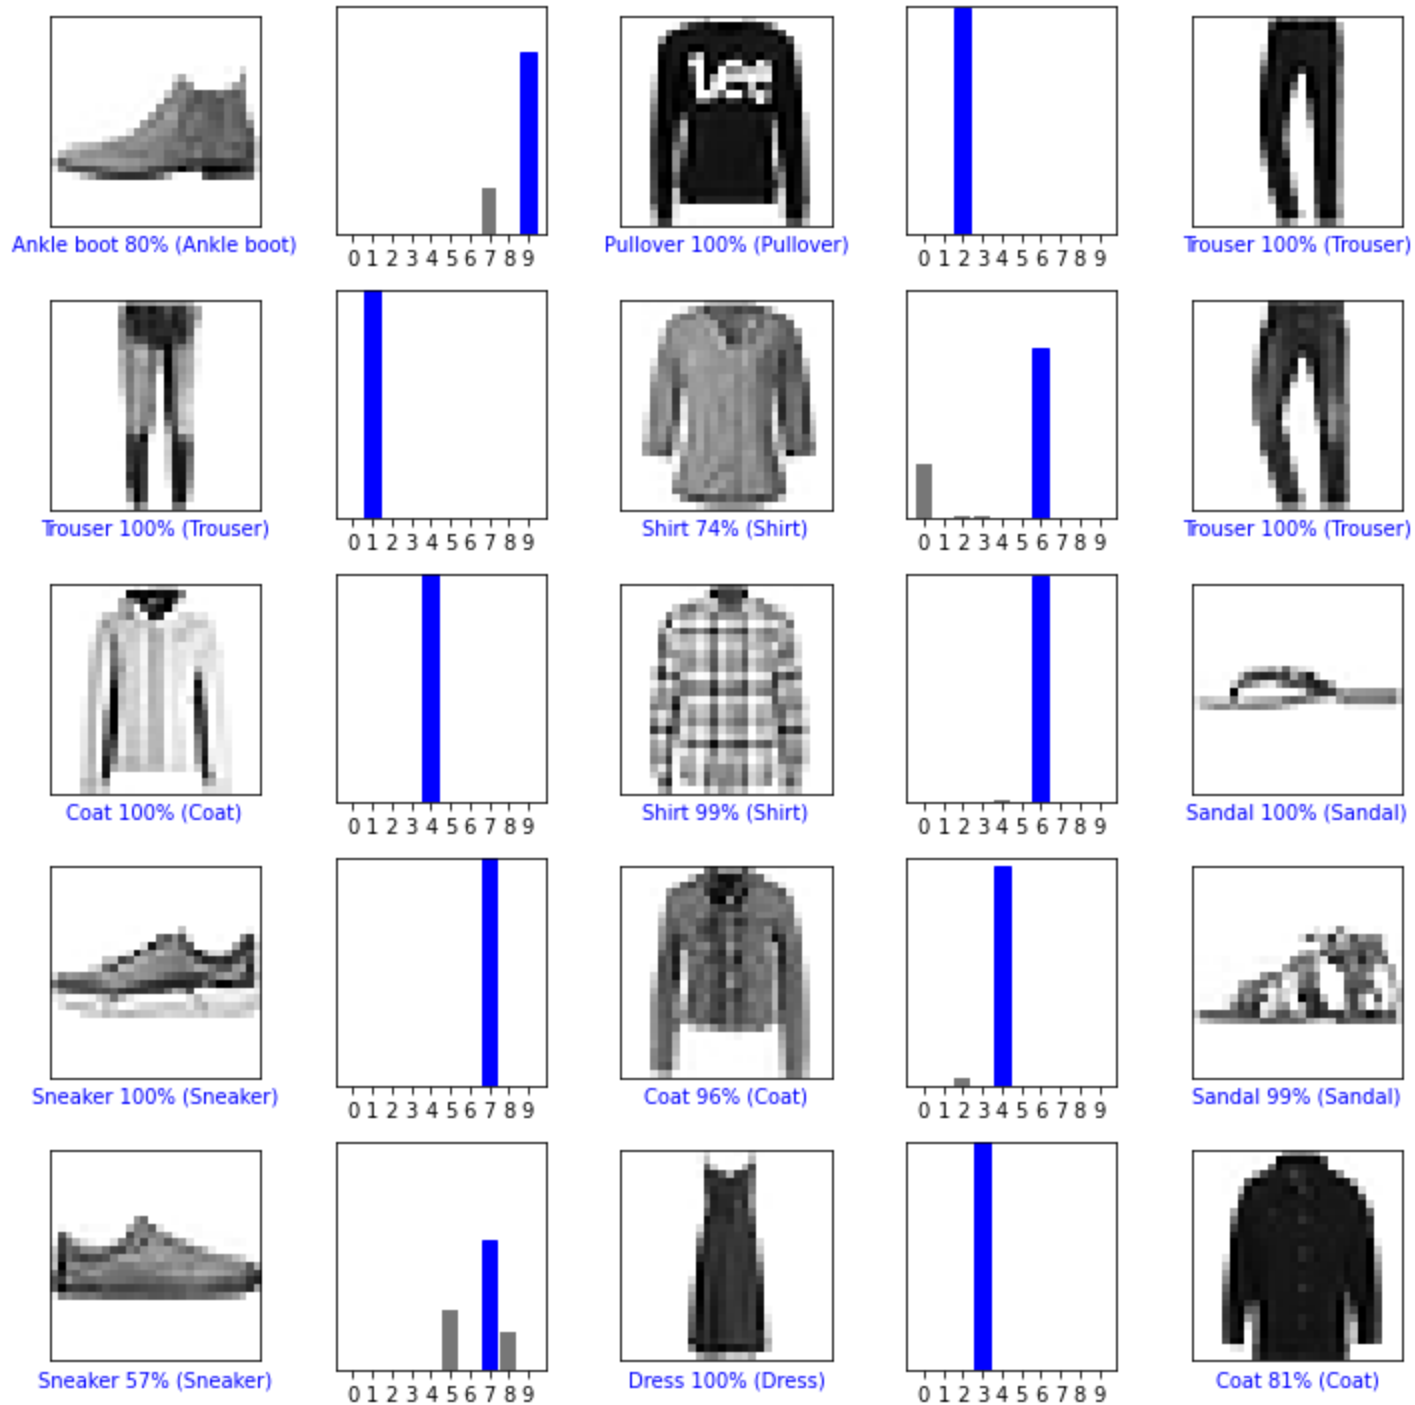 Lee
Ankle boot 80% (Ankle boot)
0 1 2 3 4 5 6 7 8 9
Pullover 100% (Pullover)
0 1 2 3 4 5 6 7 8 9
Trouser 100% (Trouser)
Trouser 100% (Trouser)
0 1 2 3 4 5 6 7 8 9
Shirt 74% (Shirt)
0 1 2 3 4 5 6 7 8 9
Trouser 100% (Trouser)
Coat 100% (Coat)
0 1 2 3 4 5 6 7 8 9
Shirt 99% (Shirt)
0 1 2 3 4 5 6 7 8 9
Sandal 100% (Sandal)
Sneaker 100% (Sneaker)
0 1 2 3 4 5 6 7 8 9
Coat 96% (Coat)
0 1 2 3 4 5 6 7 8 9
Sandal 99% (Sandal)
Sneaker 57% (Sneaker)
0 1 2 3 4 5 6 7 8 9
Dress 100% (Dress)
0 1 2 3 4 5 6 7 8 9
Coat 81% (Coat)